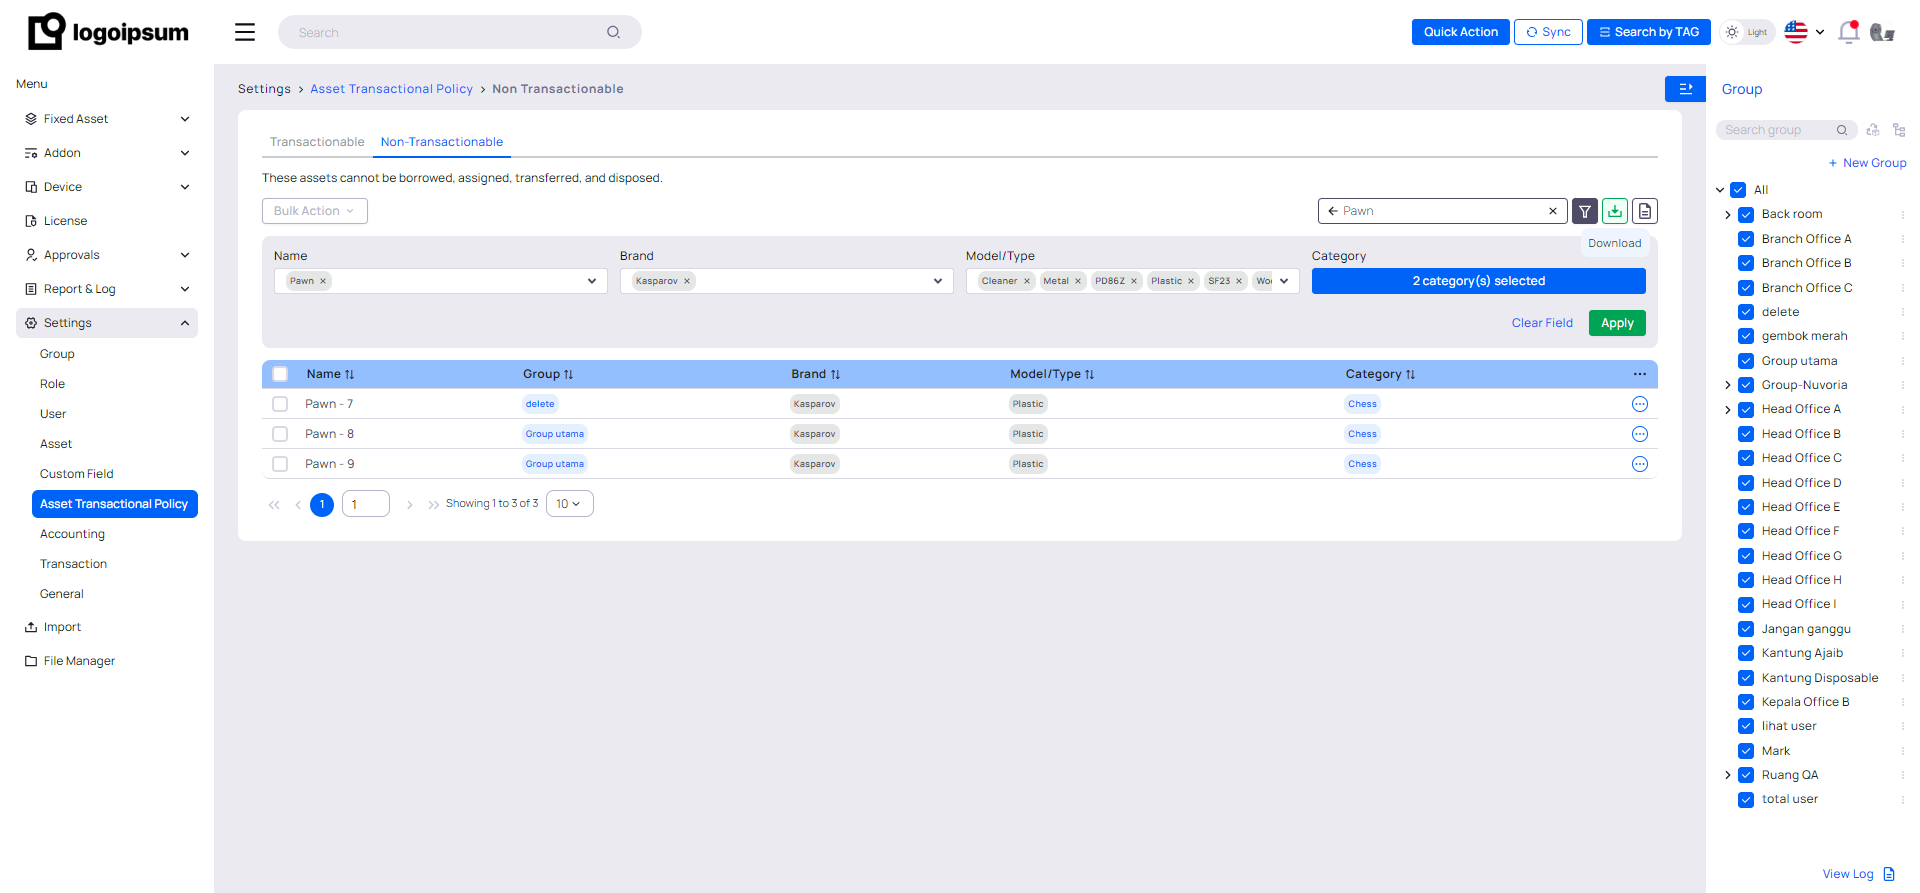 logoipsum
Search
Quick Action
Sync
Search by TAG
Light
Menu
Fixed Asset
Addon
Device
License
Approvals
Report & Log
Settings
Group
Role
User
Asset
Custom Field
Asset Transactional Policy
Accounting
Transaction
General
Import
File Manager
Settings > Asset Transactional Policy > Non Transactionable
Transactionable
Non-Transactionable
These assets cannot be borrowed, assigned, transferred, and disposed.
Bulk Action
Pawn
Download
Name
Brand
Model/Type
Category
Pawn
Kasparov
Cleaner Metal PD86Z Plastic SF23
2 category(s) selected
Clear Field
Apply
Name Group Brand Model/Type Category
Pawn - 7 delete Kasparov Plastic Chess
Pawn - 8 Group utama Kasparov Plastic Chess
Pawn - 9 Group utama Kasparov Plastic Chess
1 1 Showing 1 to 3 of 3 10
Group
Search group
+ New Group
All
Back room
Branch Office A
Branch Office B
Branch Office C
delete
gembok merah
Group utama
Group-Nuvoria
Head Office A
Head Office B
Head Office C
Head Office D
Head Office E
Head Office F
Head Office G
Head Office H
Head Office I
Jangan ganggu
Kantung Ajaib
Kantung Disposable
Kepala Office B
lihat user
Mark
Ruang QA
total user
View Log